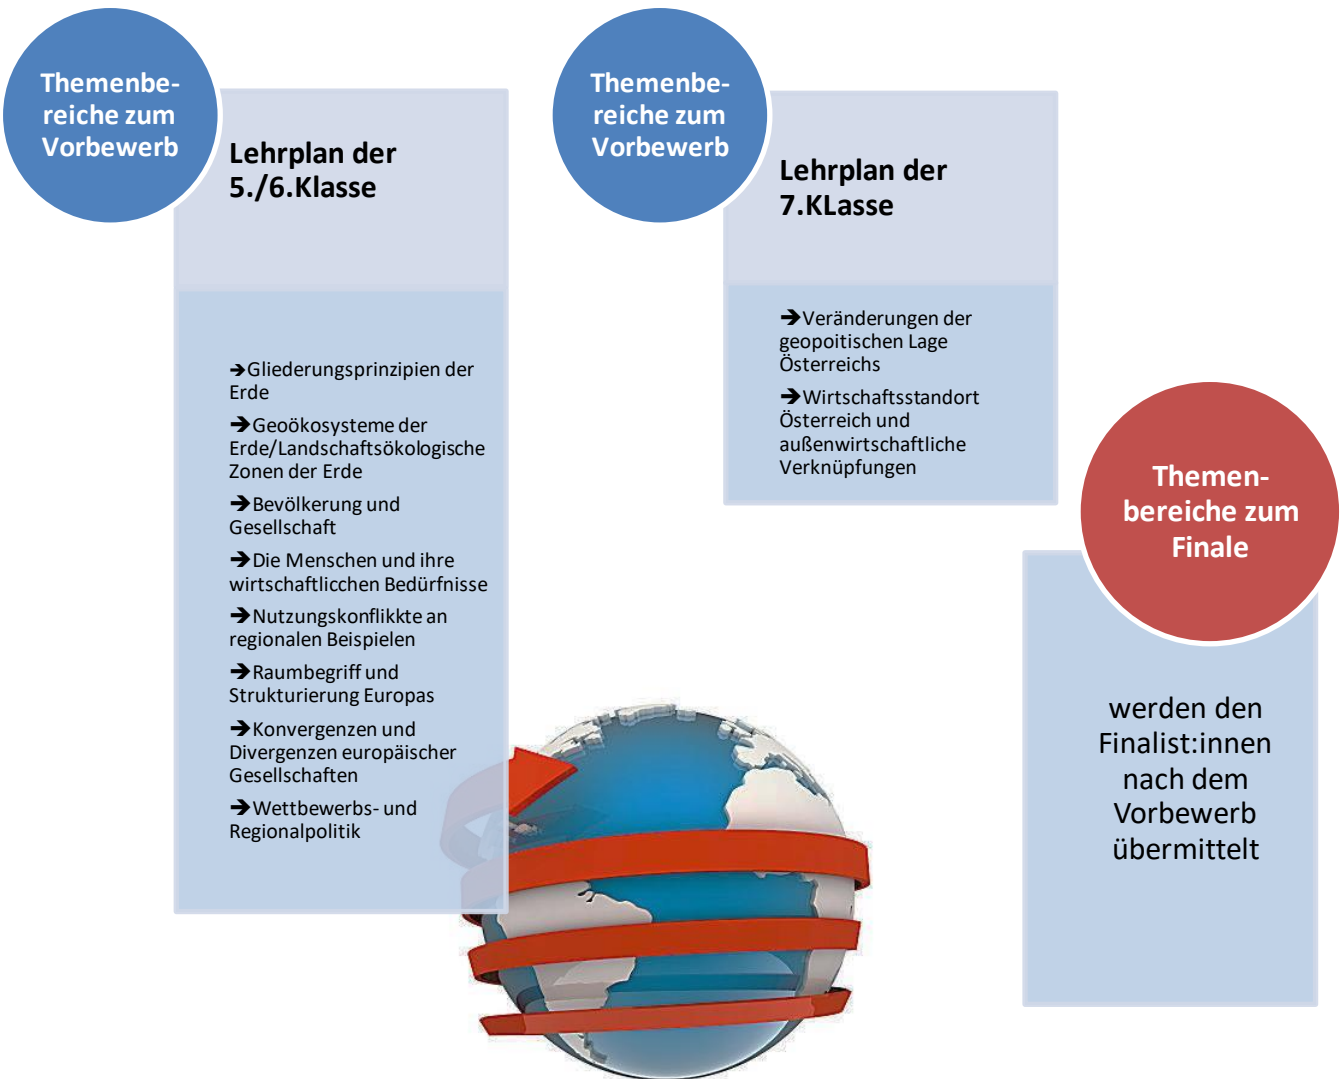 Themenbe-
reiche zum
Vorbewerb
Lehrplan der
5./6.Klasse
➔Gliederungsprinzipien der
Erde
➔Geoökosysteme der
Erde/Landschaftsökologische
Zonen der Erde
➔Bevölkerung und
Gesellschaft
➔Die Menschen und ihre
wirtschaftlicchen Bedürfnisse
➔Nutzungskonflikkte an
regionalen Beispielen
➔Raumbegriff und
Strukturierung Europas
➔Konvergenzen und
Divergenzen europäischer
Gesellschaften
➔Wettbewerbs- und
Regionalpolitik
Themenbe-
reiche zum
Vorbewerb
Lehrplan der
7.KLasse
➔Veränderungen der
geopoitischen Lage
Österreichs
➔Wirtschaftsstandort
Österreich und
außenwirtschaftliche
Verknüpfungen
Themen-
bereiche zum
Finale
werden den
Finalist:innen
nach dem
Vorbewerb
übermittelt